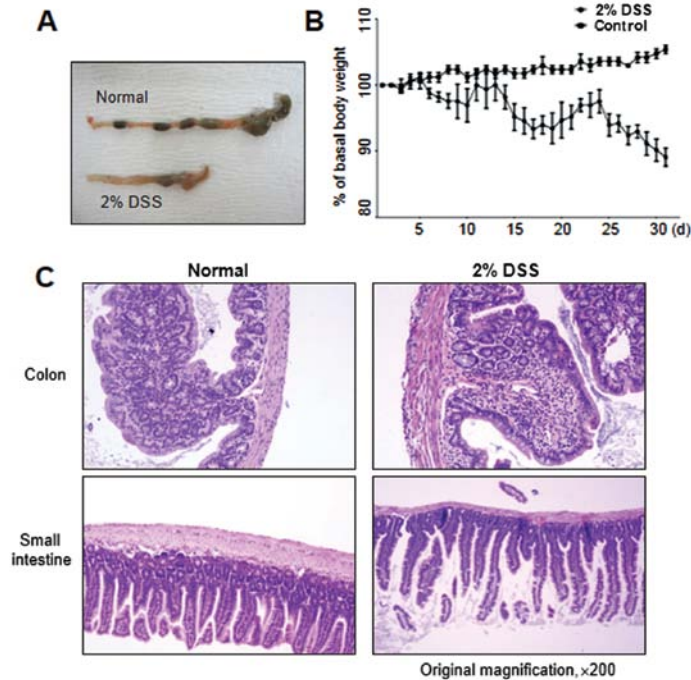 A
Normal
2% DSS
B
2% DSS
Control
% of basal body weight
110
100
90
80
5 10 15 20 25 30 (d)
C
Normal 2% DSS
Colon
Small
intestine
Original magnification, ×200